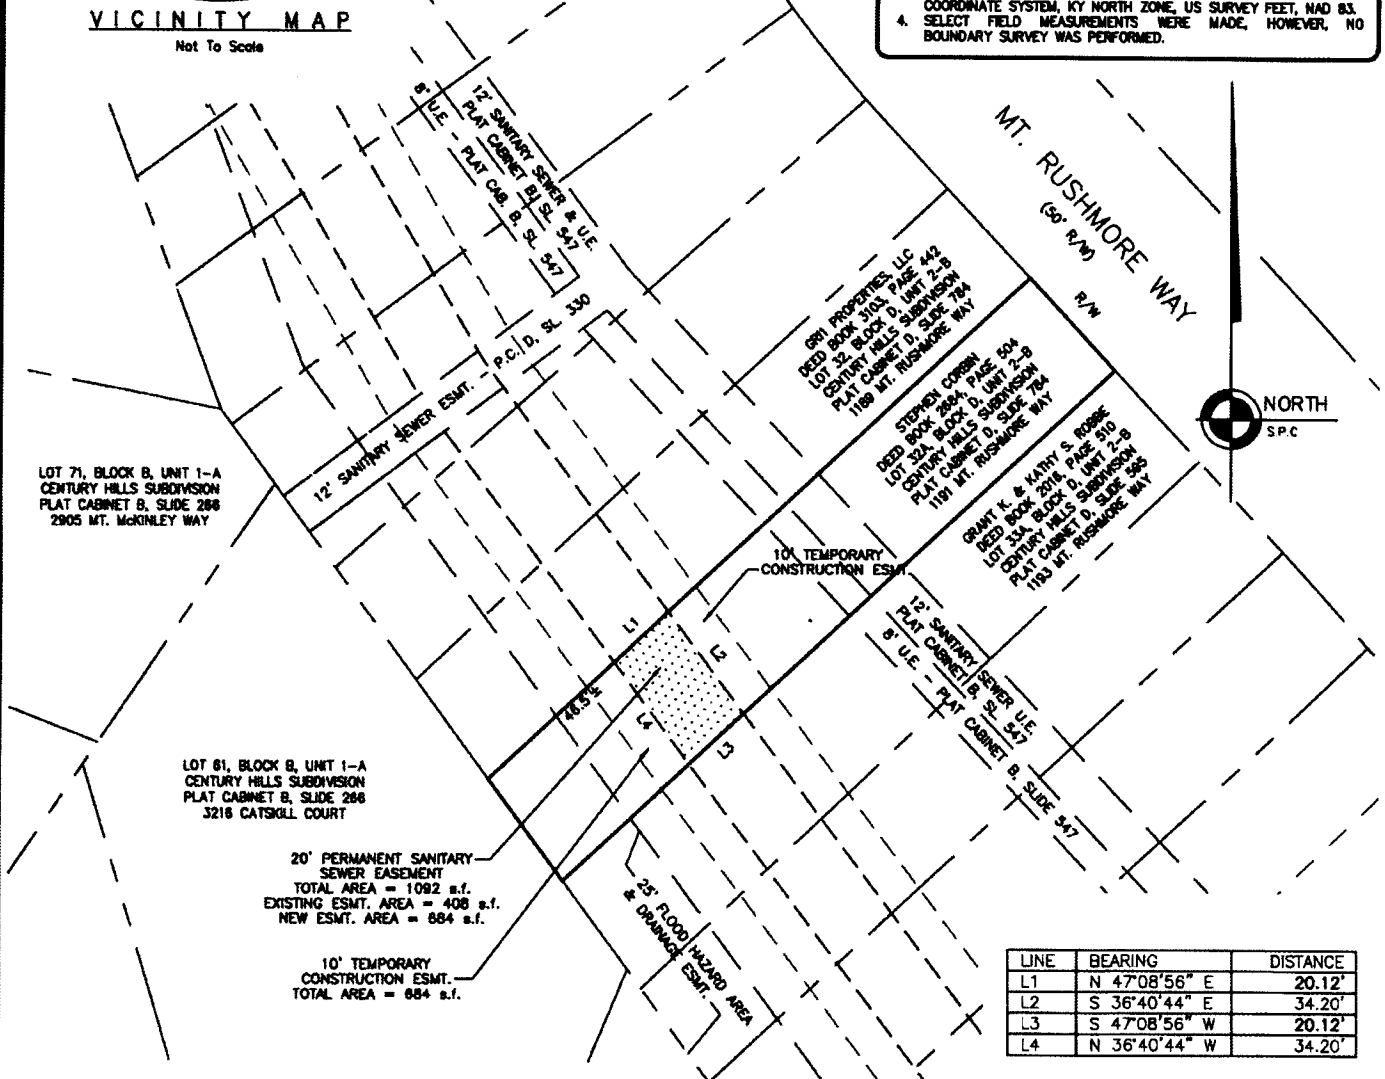 VICINITY MAP
Not To Scale
COORDINATE SYSTEM, KY NORTH ZONE, US SURVEY FEET, NAD 83.
4. SELECT FIELD MEASUREMENTS WERE MADE, HOWEVER, NO
BOUNDARY SURVEY WAS PERFORMED.
12' SANITARY SEWER & U.E.
PLAT CABINET B, SL. 547
8' U.E. - PLAT CAB. B, SL. 547
MT. RUSHMORE WAY
(50' R/W)
R/W
NORTH
S.P.C
GRI1 PROPERTIES, LLC
DEED BOOK 3103, PAGE 442
LOT 32, BLOCK D, UNIT 2-B
CENTURY HILLS SUBDIVISION
PLAT CABINET D, SLIDE 784
1189 MT. RUSHMORE WAY
STEPHEN CORBIN
DEED BOOK 2684, PAGE 504
LOT 32A, BLOCK D, UNIT 2-B
CENTURY HILLS SUBDIVISION
PLAT CABINET D, SLIDE 784
1191 MT. RUSHMORE WAY
GRANT K. & KATHY S. ROBBE
DEED BOOK 2018, PAGE 510
LOT 33A, BLOCK D, UNIT 2-B
CENTURY HILLS SUBDIVISION
PLAT CABINET D, SLIDE 595
1193 MT. RUSHMORE WAY
12' SANITARY SEWER ESMT. - P.C. D, SL. 330
LOT 71, BLOCK B, UNIT 1-A
CENTURY HILLS SUBDIVISION
PLAT CABINET B, SLIDE 266
2905 MT. McKINLEY WAY
10' TEMPORARY
CONSTRUCTION ESMT.
L1
L2
46.5'±
L4
L3
12' SANITARY SEWER U.E.
PLAT CABINET B, SL. 547
8' U.E. - PLAT CABINET B, SLIDE 547
LOT 61, BLOCK B, UNIT 1-A
CENTURY HILLS SUBDIVISION
PLAT CABINET B, SLIDE 266
3216 CATSKILL COURT
20' PERMANENT SANITARY
SEWER EASEMENT
TOTAL AREA = 1092 s.f.
EXISTING ESMT. AREA = 408 s.f.
NEW ESMT. AREA = 684 s.f.
10' TEMPORARY
CONSTRUCTION ESMT.
TOTAL AREA = 684 s.f.
25' FLOOD HAZARD AREA
& DRAINAGE ESMT.
LINE BEARING DISTANCE
L1 N 47°08'56" E 20.12'
L2 S 36°40'44" E 34.20'
L3 S 47°08'56" W 20.12'
L4 N 36°40'44" W 34.20'